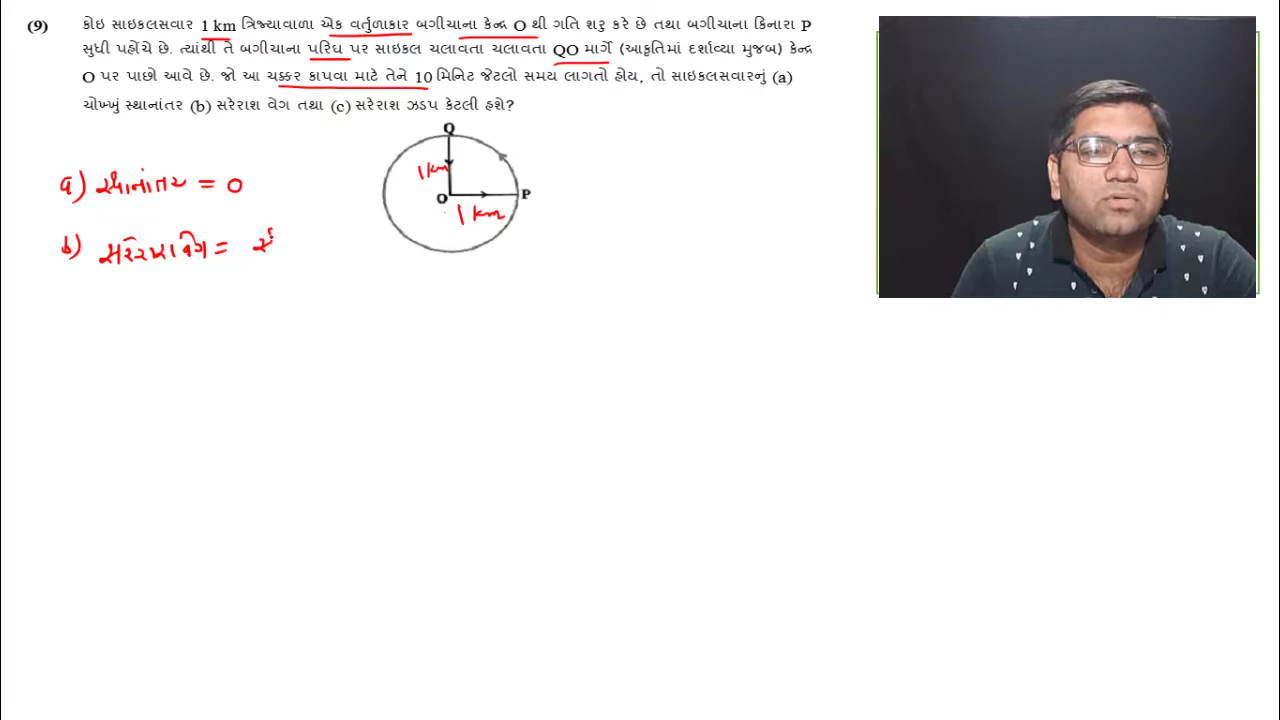 (9) કોઇ સાઇકલસવાર 1 km ત્રિજ્યાવાળા એક વર્તુળાકાર બગીચાના કેન્દ્ર O થી ગતિ શરુ કરે છે તથા બગીચાના કિનારા P
સુધી પહોંચે છે. ત્યાંથી તે બગીચાના પરિઘ પર સાઇકલ ચલાવતા ચલાવતા QO માર્ગે (આકૃતિમાં દર્શાવ્યા મુજબ) કેન્દ્ર
O પર પાછો આવે છે. જો આ ચક્કર કાપવા માટે તેને 10 મિનિટ જેટલો સમય લાગતો હોય, તો સાઇકલસવારનું (a)
ચોખ્ખું સ્થાનાંતર (b) સરેરાશ વેગ તથા (c) સરેરાશ ઝડપ કેટલી હશે?
Q
1 km
O
P
1 km
a) સ્થાનાંતર = 0
b) સરેરાશ વેગ =